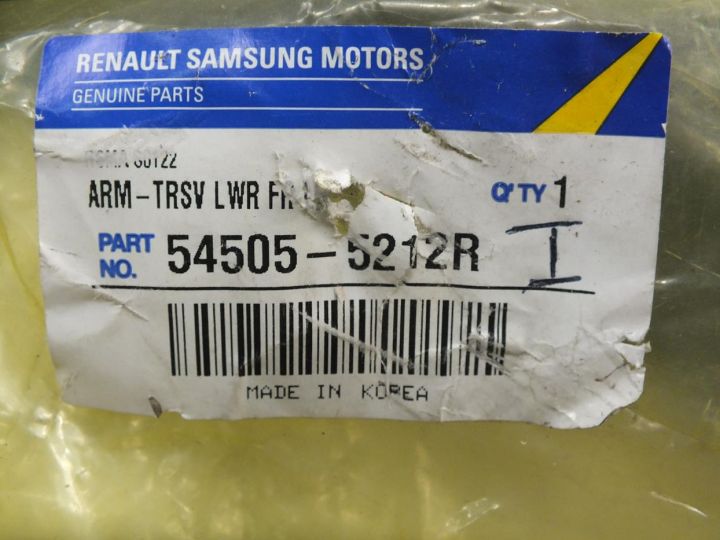 RENAULT SAMSUNG MOTORS
GENUINE PARTS
ARM-TRSV LWR
Q'TY 1
PART NO. 54505-5212R
I
MADE IN KOREA